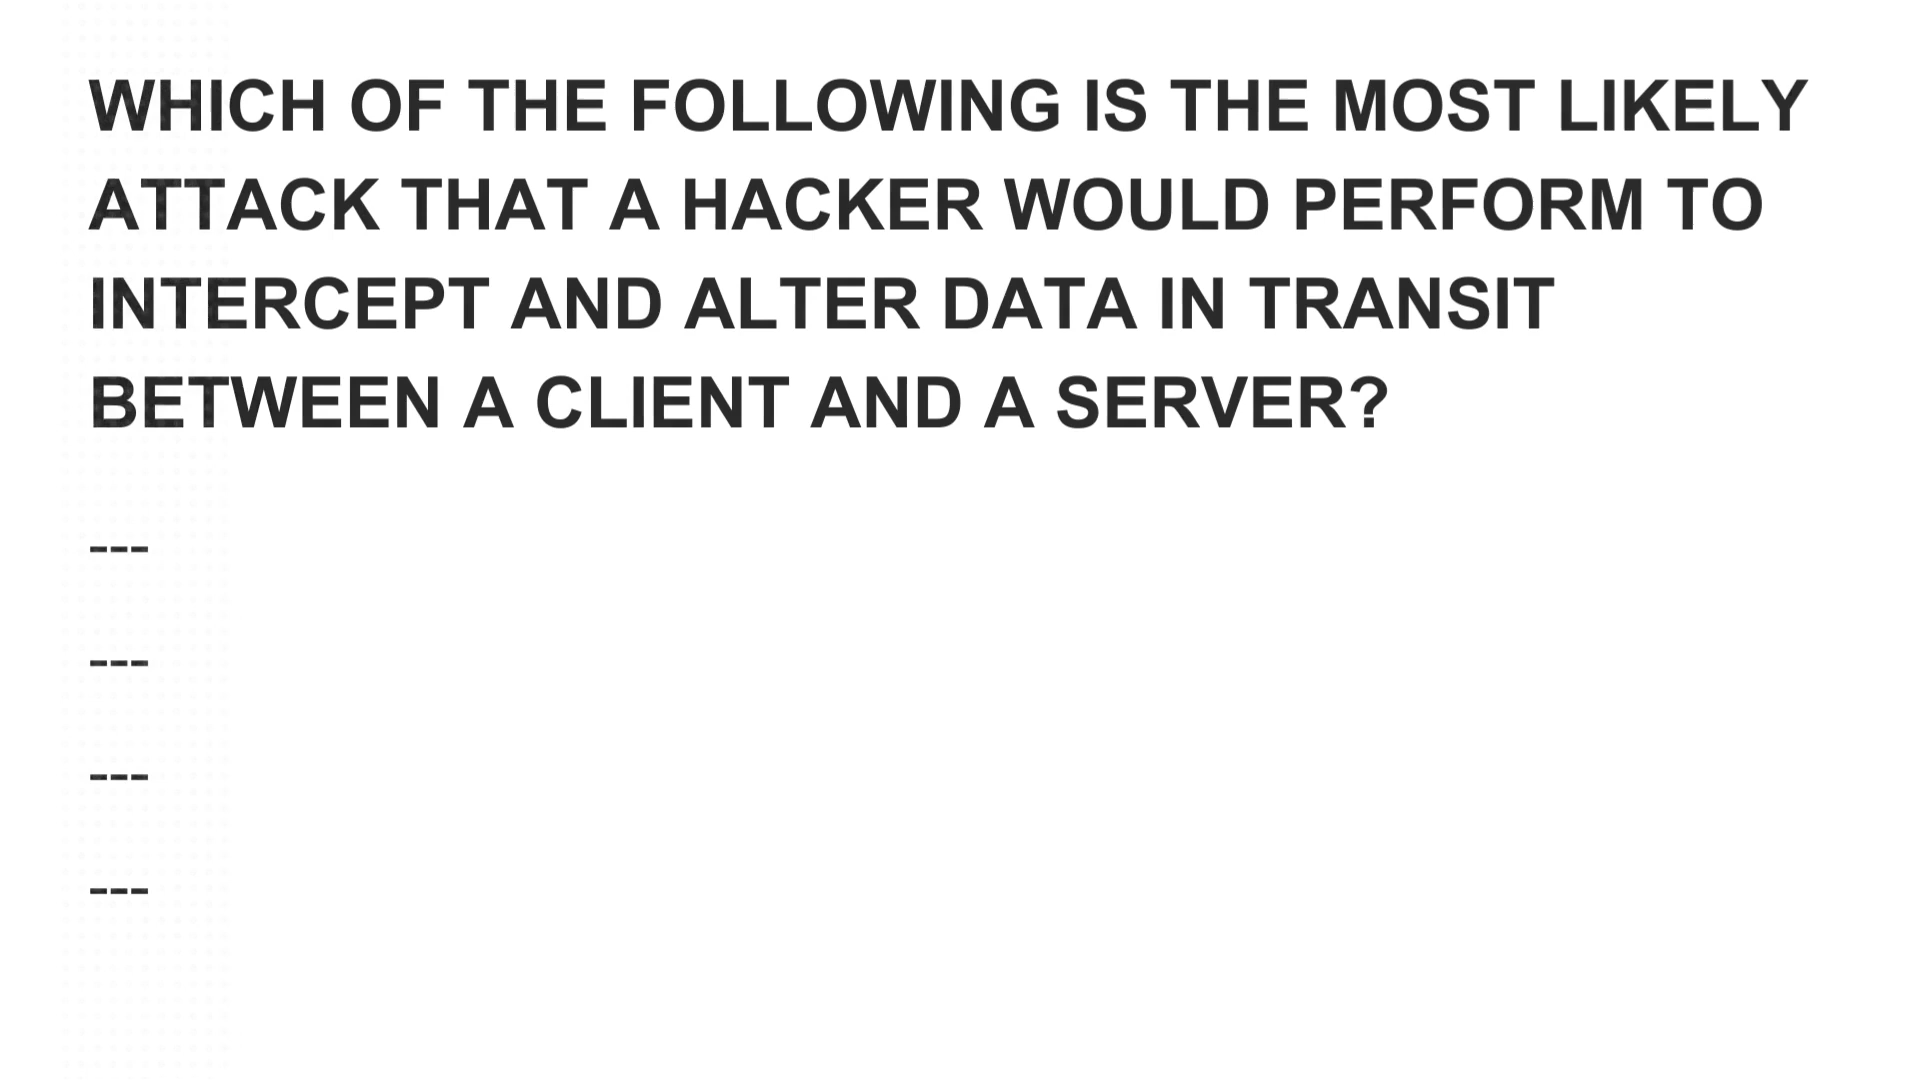 WHICH OF THE FOLLOWING IS THE MOST LIKELY
ATTACK THAT A HACKER WOULD PERFORM TO
INTERCEPT AND ALTER DATA IN TRANSIT
BETWEEN A CLIENT AND A SERVER?
---
---
---
---